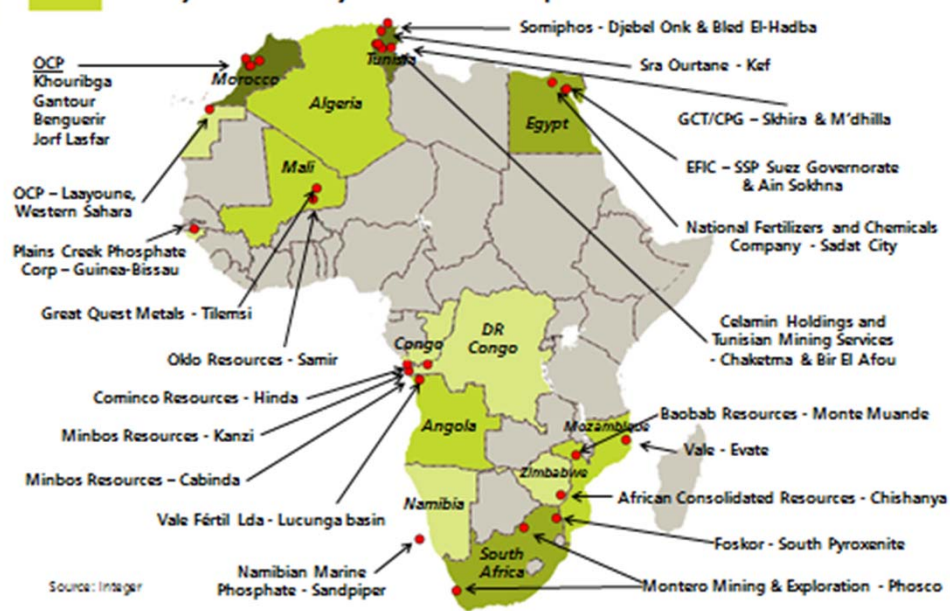 Somiphos - Djebel Onk & Bled El-Hadba
Sra Ourtane - Kef
OCP
Khouribga
Gantour
Benguerir
Jorf Lasfar
Morocco
Tunisia
Algeria
Egypt
GCT/CPG – Skhira & M'dhilla
Mali
EFIC – SSP Suez Governorate
& Ain Sokhna
OCP – Laayoune,
Western Sahara
National Fertilizers and Chemicals
Company - Sadat City
Plains Creek Phosphate
Corp – Guinea-Bissau
Great Quest Metals - Tilemsi
Celamin Holdings and
Tunisian Mining Services
- Chaketma & Bir El Afou
DR
Congo
Congo
Oklo Resources - Samir
Cominco Resources - Hinda
Baobab Resources - Monte Muande
Minbos Resources - Kanzi
Angola
Mozambique
Vale - Evate
Minbos Resources – Cabinda
Zimbabwe
African Consolidated Resources - Chishanya
Namibia
Vale Fértil Lda - Lucunga basin
Foskor - South Pyroxenite
South
Africa
Namibian Marine
Phosphate - Sandpiper
Montero Mining & Exploration - Phosco
Source: Integer